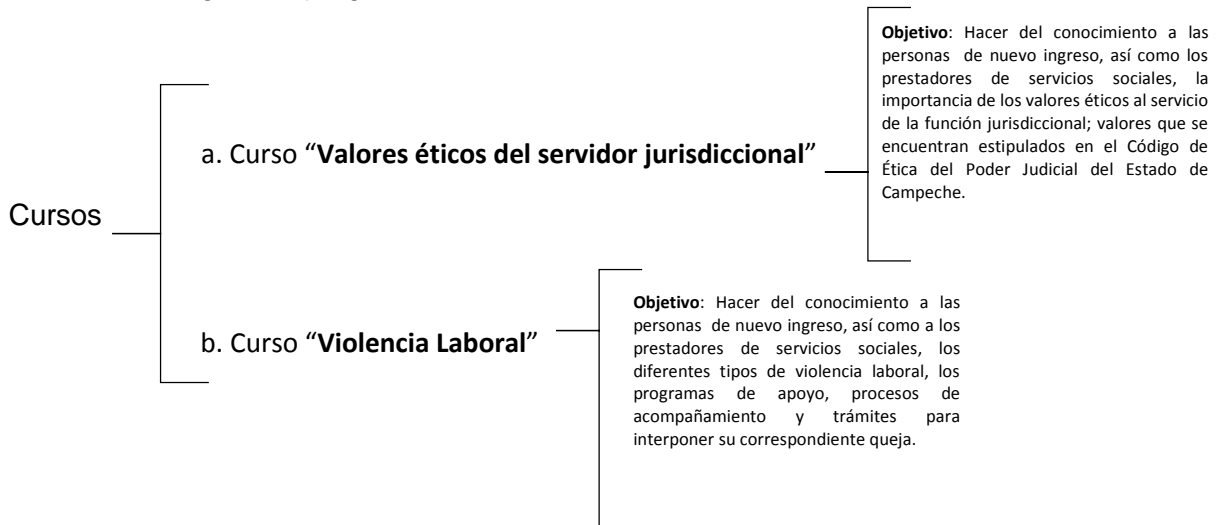 Objetivo: Hacer del conocimiento a las
personas de nuevo ingreso, así como los
prestadores de servicios sociales, la
importancia de los valores éticos al servicio
de la función jurisdiccional; valores que se
encuentran estipulados en el Código de
Ética del Poder Judicial del Estado de
Campeche.
a. Curso “Valores éticos del servidor jurisdiccional”
Cursos
b. Curso “Violencia Laboral”
Objetivo: Hacer del conocimiento a las
personas de nuevo ingreso, así como a los
prestadores de servicios sociales, los
diferentes tipos de violencia laboral, los
programas de apoyo, procesos de
acompañamiento y trámites para
interponer su correspondiente queja.